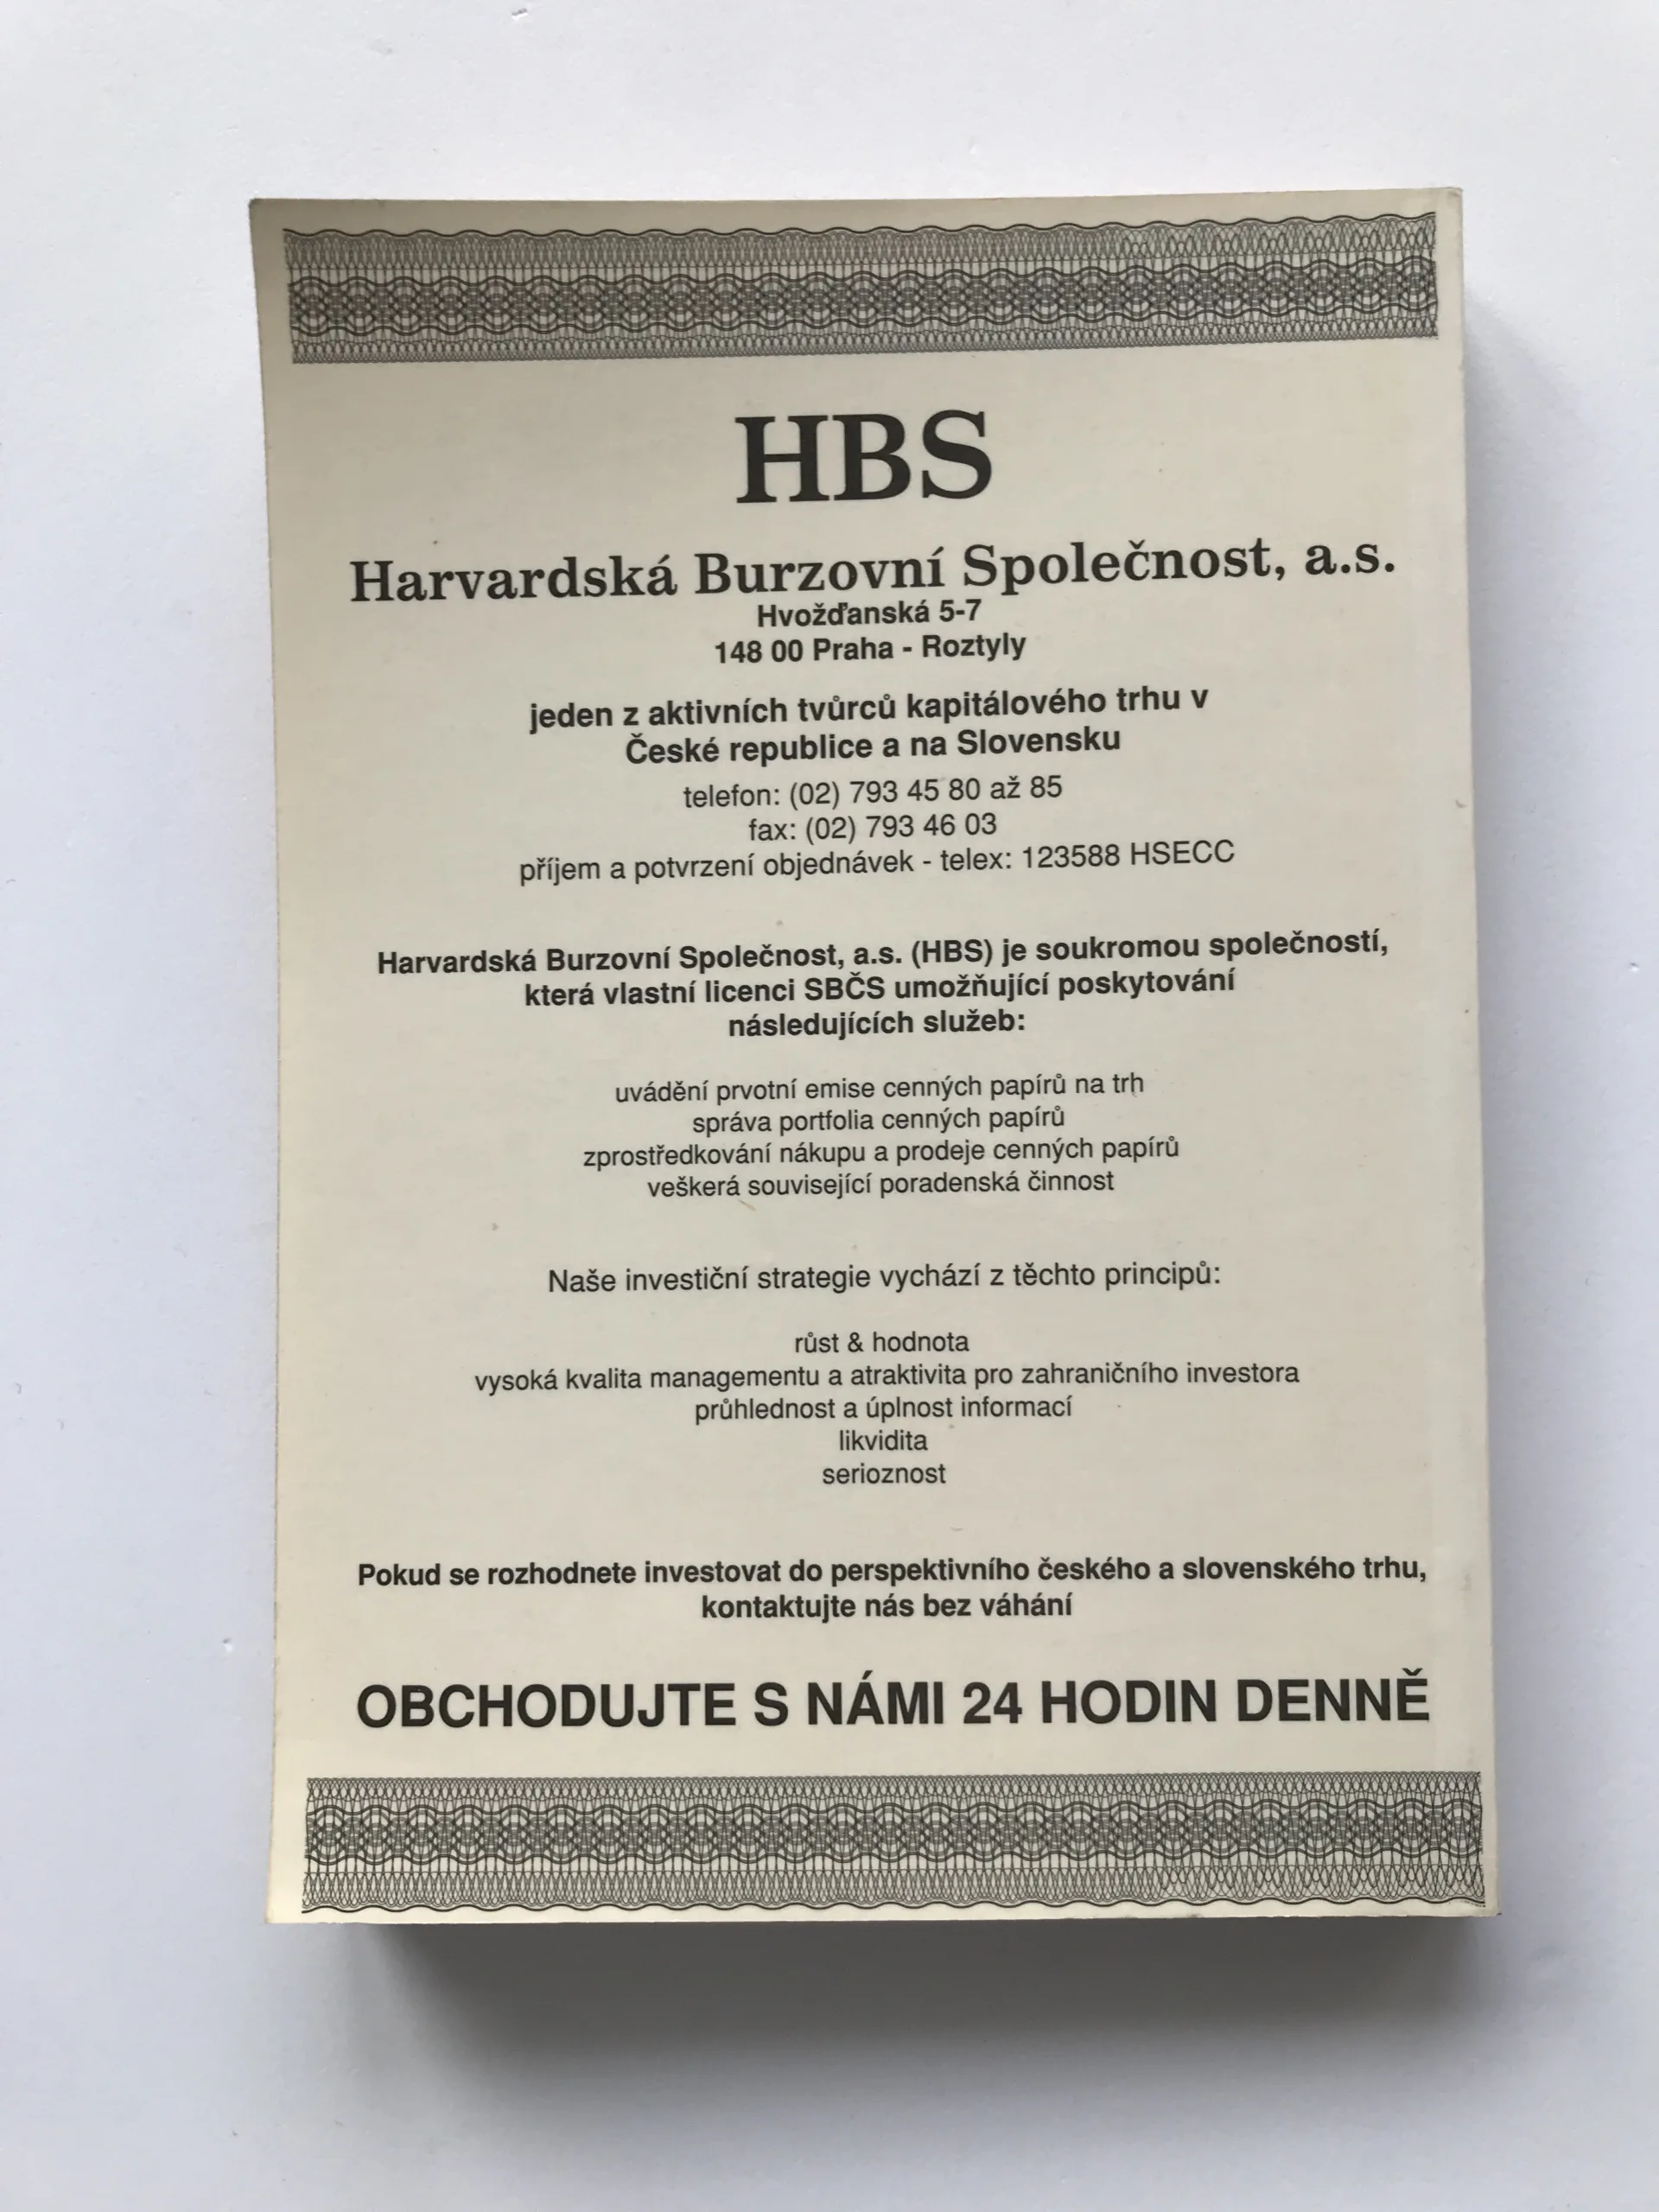 HBS
Harvardská Burzovní Společnost, a.s.
Hvožďanská 5-7
148 00 Praha - Roztyly
jeden z aktivních tvůrců kapitálového trhu v
České republice a na Slovensku
telefon: (02) 793 45 80 až 85
fax: (02) 793 46 03
příjem a potvrzení objednávek - telex: 123588 HSECC
Harvardská Burzovní Společnost, a.s. (HBS) je soukromou společností,
která vlastní licenci SBČS umožňující poskytování
následujících služeb:
uvádění prvotní emise cenných papírů na trh
správa portfolia cenných papírů
zprostředkování nákupu a prodeje cenných papírů
veškerá související poradenská činnost
Naše investiční strategie vychází z těchto principů:
růst & hodnota
vysoká kvalita managementu a atraktivita pro zahraničního investora
průhlednost a úplnost informací
likvidita
serioznost
Pokud se rozhodnete investovat do perspektivního českého a slovenského trhu,
kontaktujte nás bez váhání
OBCHODUJTE S NÁMI 24 HODIN DENNĚ